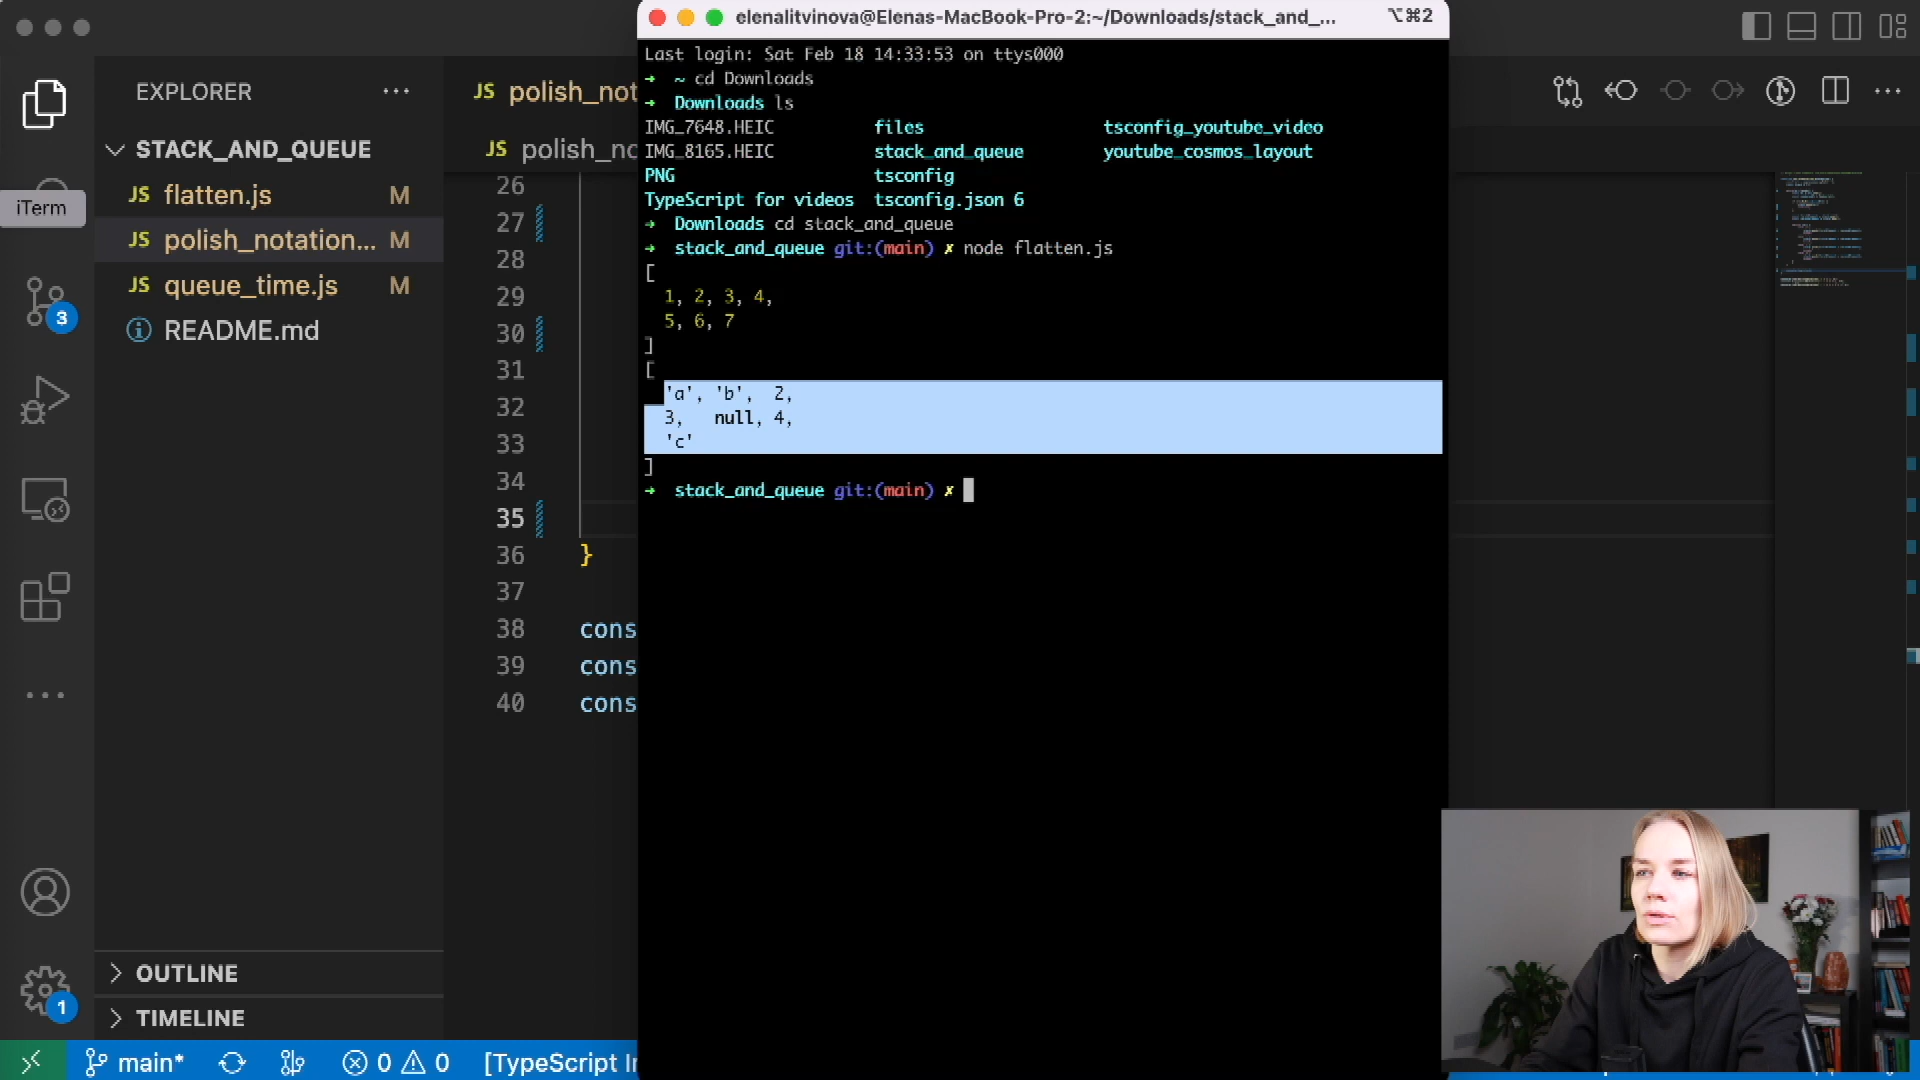 elenalitvinova@Elenas-MacBook-Pro-2:~/Downloads/stack_and_... ⌥⌘2
Last login: Sat Feb 18 14:33:53 on ttys000
→ ~ cd Downloads
→ Downloads ls
IMG_7648.HEIC files tsconfig_youtube_video
IMG_8165.HEIC stack_and_queue youtube_cosmos_layout
PNG tsconfig
TypeScript for videos tsconfig.json 6
→ Downloads cd stack_and_queue
→ stack_and_queue git:(main) ✗ node flatten.js
[
1, 2, 3, 4,
5, 6, 7
]
[
'a', 'b', 2,
3, null, 4,
'c'
]
→ stack_and_queue git:(main) ✗
EXPLORER ...
STACK_AND_QUEUE
JS flatten.js M
JS polish_notation... M
JS queue_time.js M
README.md
iTerm
3
OUTLINE
TIMELINE
1
JS polish_not
JS polish_no
26
27
28
29
30
31
32
33
34
35
36 }
37
38 cons
39 cons
40 cons
main* 0 0 [TypeScript I